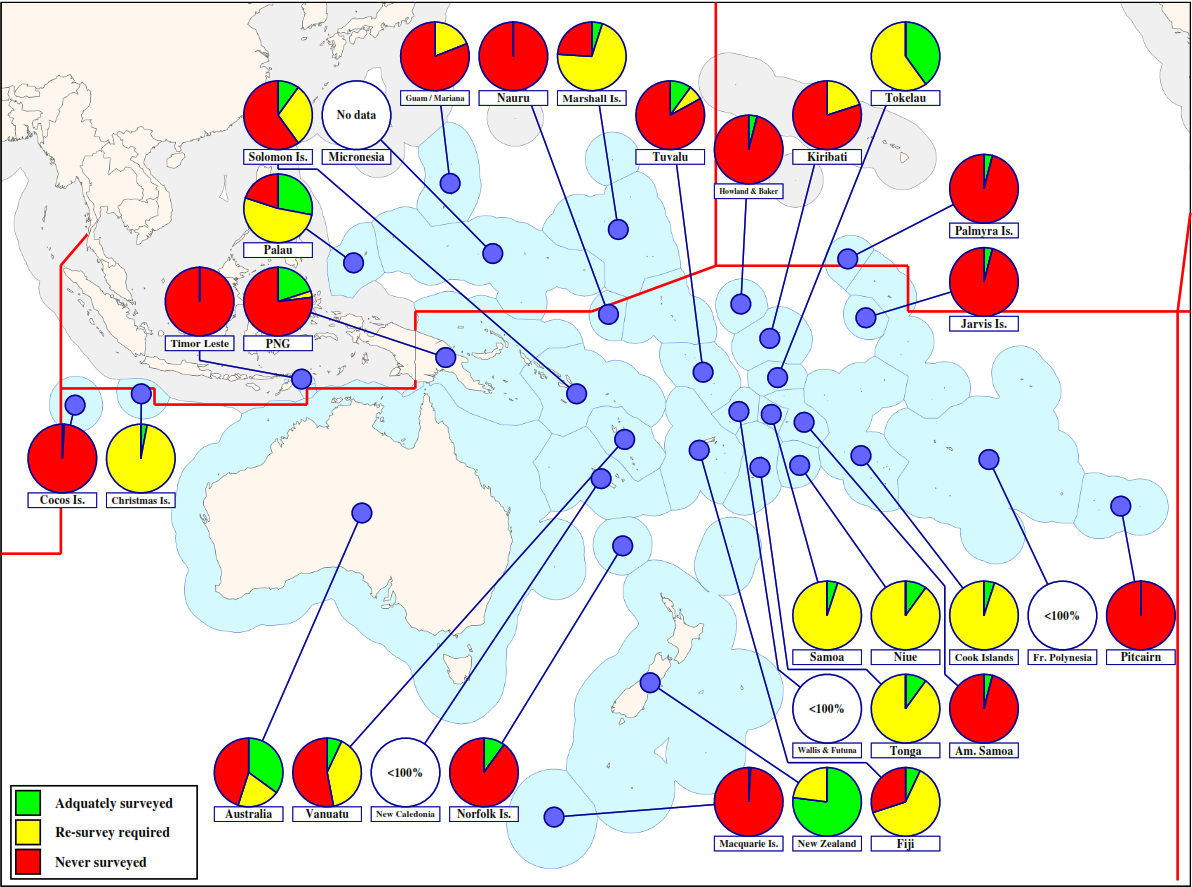 Guam / Mariana
Nauru
Marshall Is.
Tokelau
No data
Solomon Is.
Micronesia
Tuvalu
Howland & Baker
Kiribati
Palmyra Is.
Palau
Timor Leste
PNG
Jarvis Is.
Cocos Is.
Christmas Is.
<100%
Samoa
Niue
Cook Islands
Fr. Polynesia
Pitcairn
<100%
Wallis & Futuna
Tonga
Am. Samoa
<100%
Australia
Vanuatu
New Caledonia
Norfolk Is.
Macquarie Is.
New Zealand
Fiji
Adquately surveyed
Re-survey required
Never surveyed